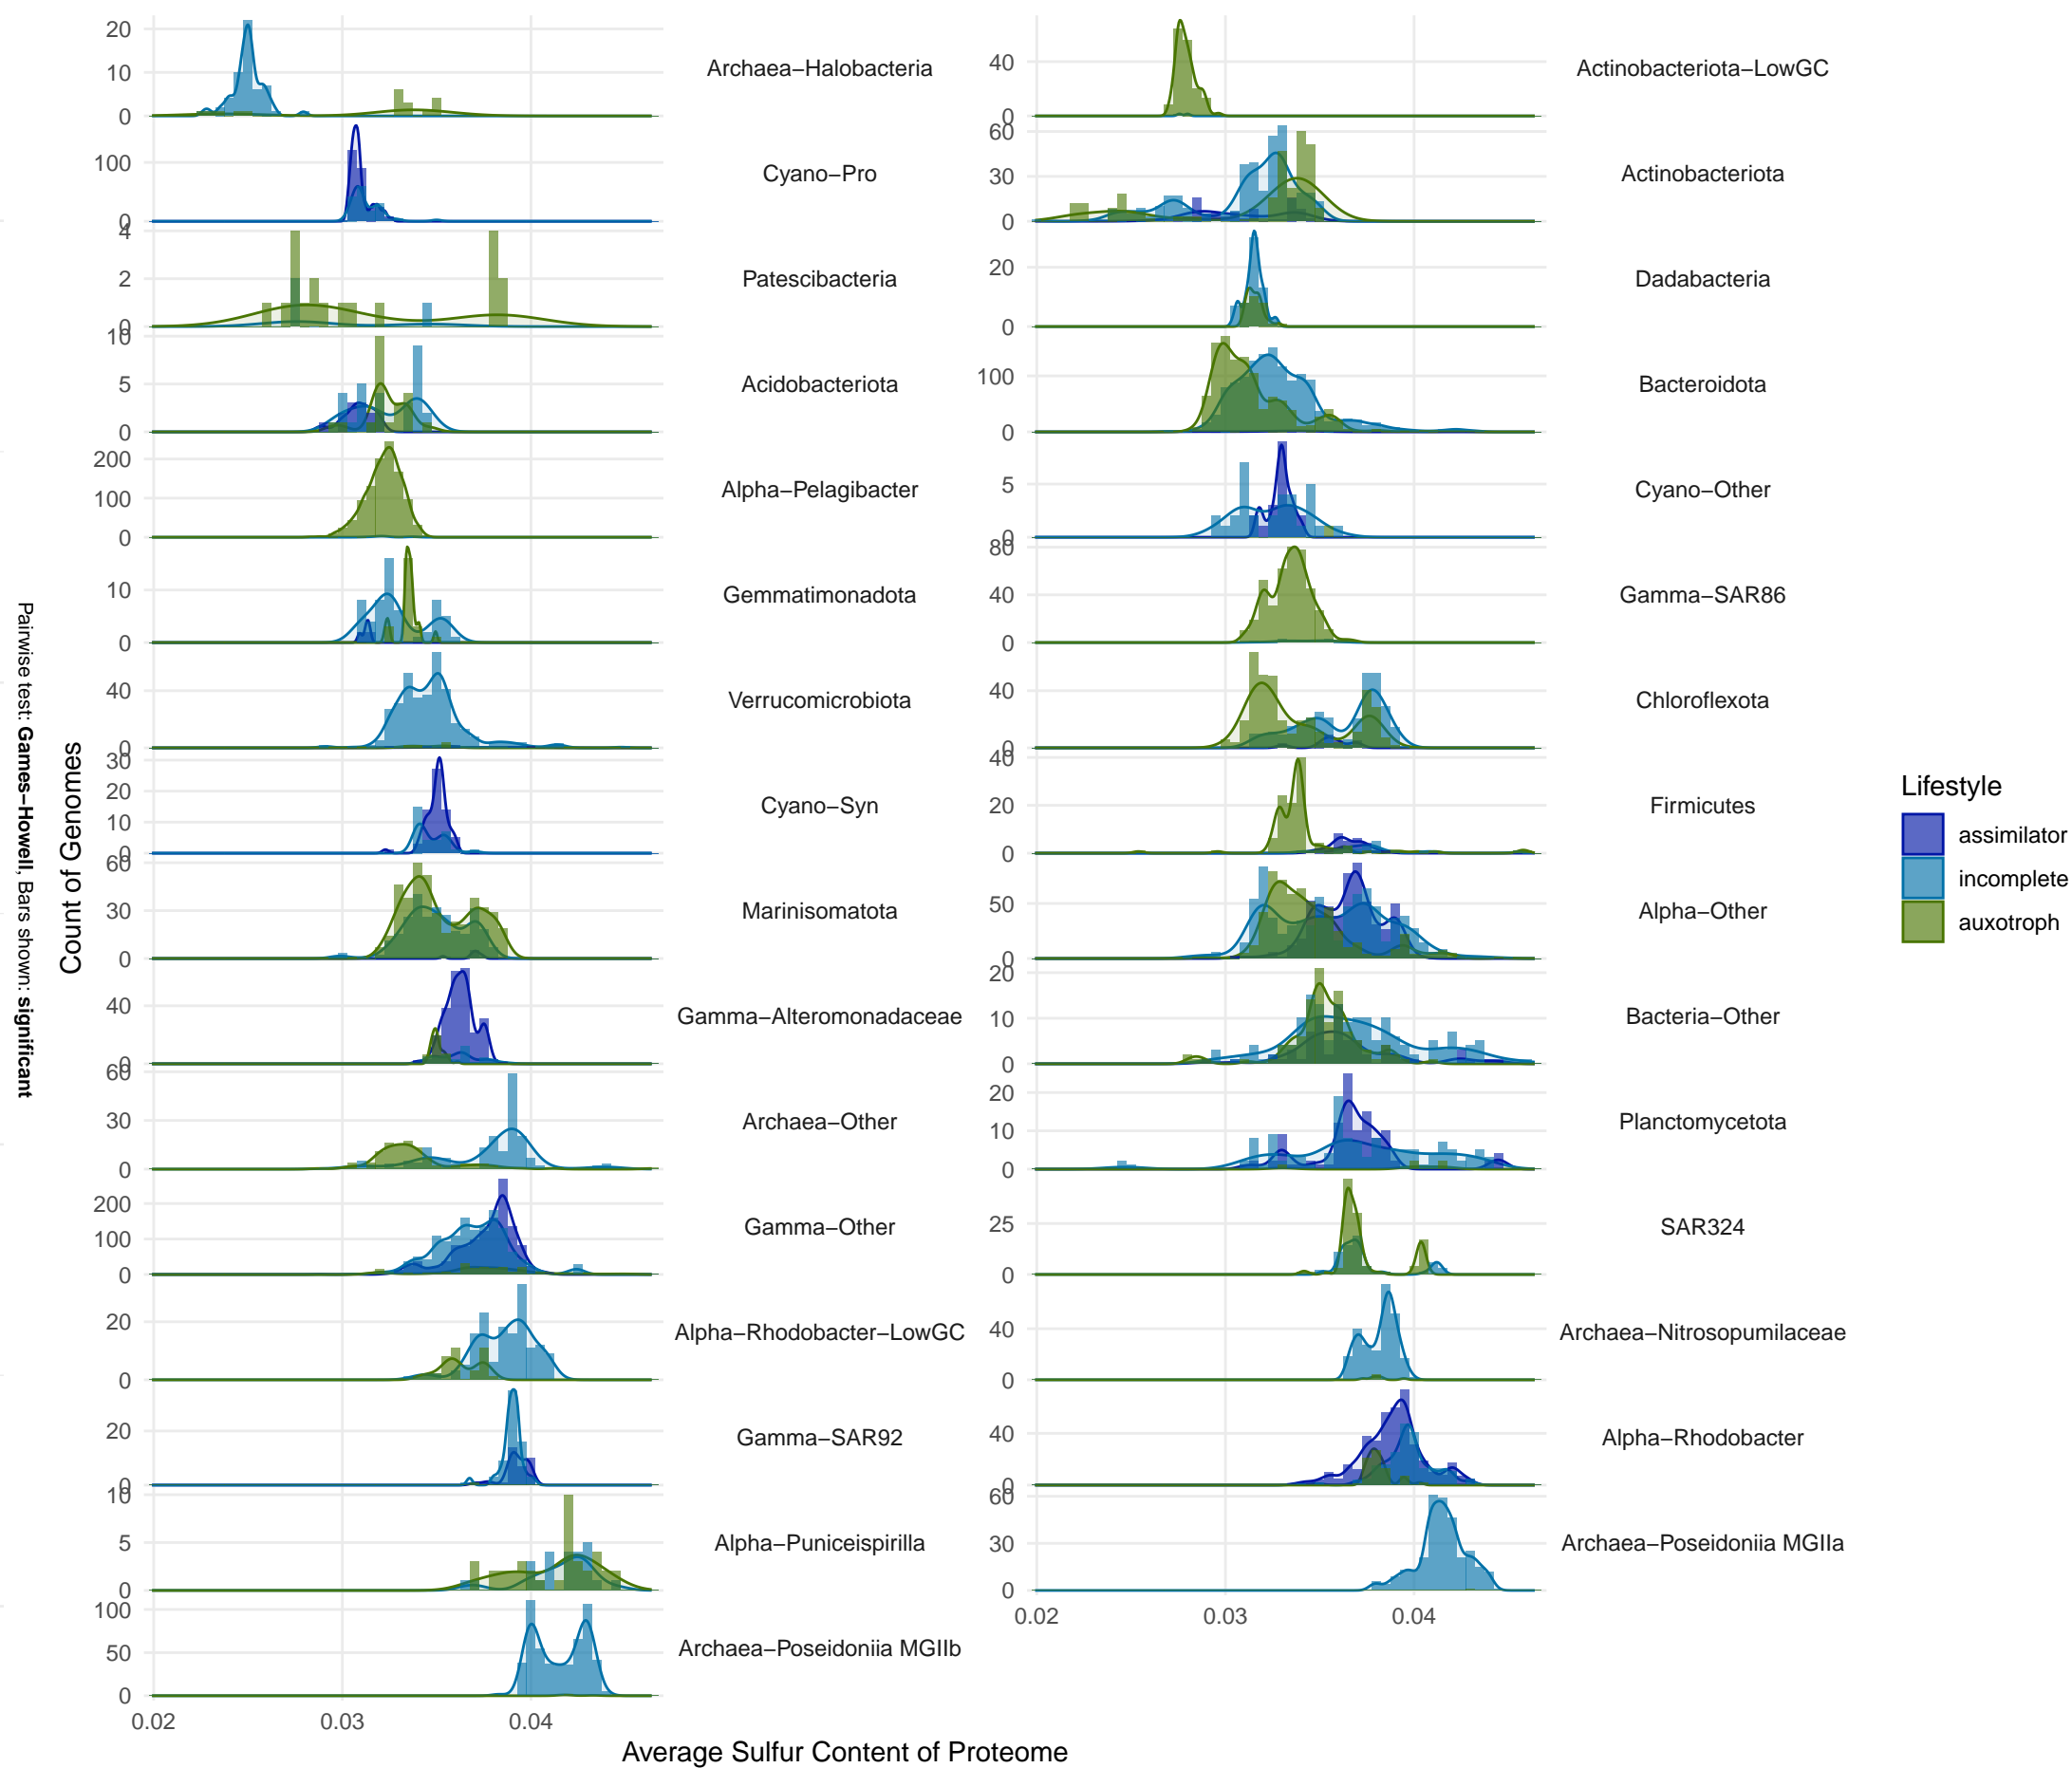 20
10
0
Archaea−Halobacteria
40
0
Actinobacteriota−LowGC
100
0
Cyano−Pro
60
30
0
Actinobacteriota
4
2
0
Patescibacteria
20
0
Dadabacteria
10
5
0
Acidobacteriota
100
0
Bacteroidota
200
100
0
Alpha−Pelagibacter
5
0
Cyano−Other
10
0
Gemmatimonadota
80
40
0
Gamma−SAR86
40
0
Verrucomicrobiota
40
0
Chloroflexota
30
20
10
0
Cyano−Syn
40
20
0
Firmicutes
60
30
0
Marinisomatota
50
0
Alpha−Other
40
0
Gamma−Alteromonadaceae
20
10
0
Bacteria−Other
60
30
0
Archaea−Other
20
10
0
Planctomycetota
200
100
0
Gamma−Other
25
0
SAR324
20
0
Alpha−Rhodobacter−LowGC
40
0
Archaea−Nitrosopumilaceae
20
0
Gamma−SAR92
40
0
Alpha−Rhodobacter
10
5
0
Alpha−Puniceispirilla
60
30
0
Archaea−Poseidoniia MGIIa
100
50
0
Archaea−Poseidoniia MGIIb
0.02
0.03
0.04
0.02
0.03
0.04
Average Sulfur Content of Proteome
Count of Genomes
Pairwise test: Games−Howell, Bars shown: significant
Lifestyle
assimilator
incomplete
auxotroph